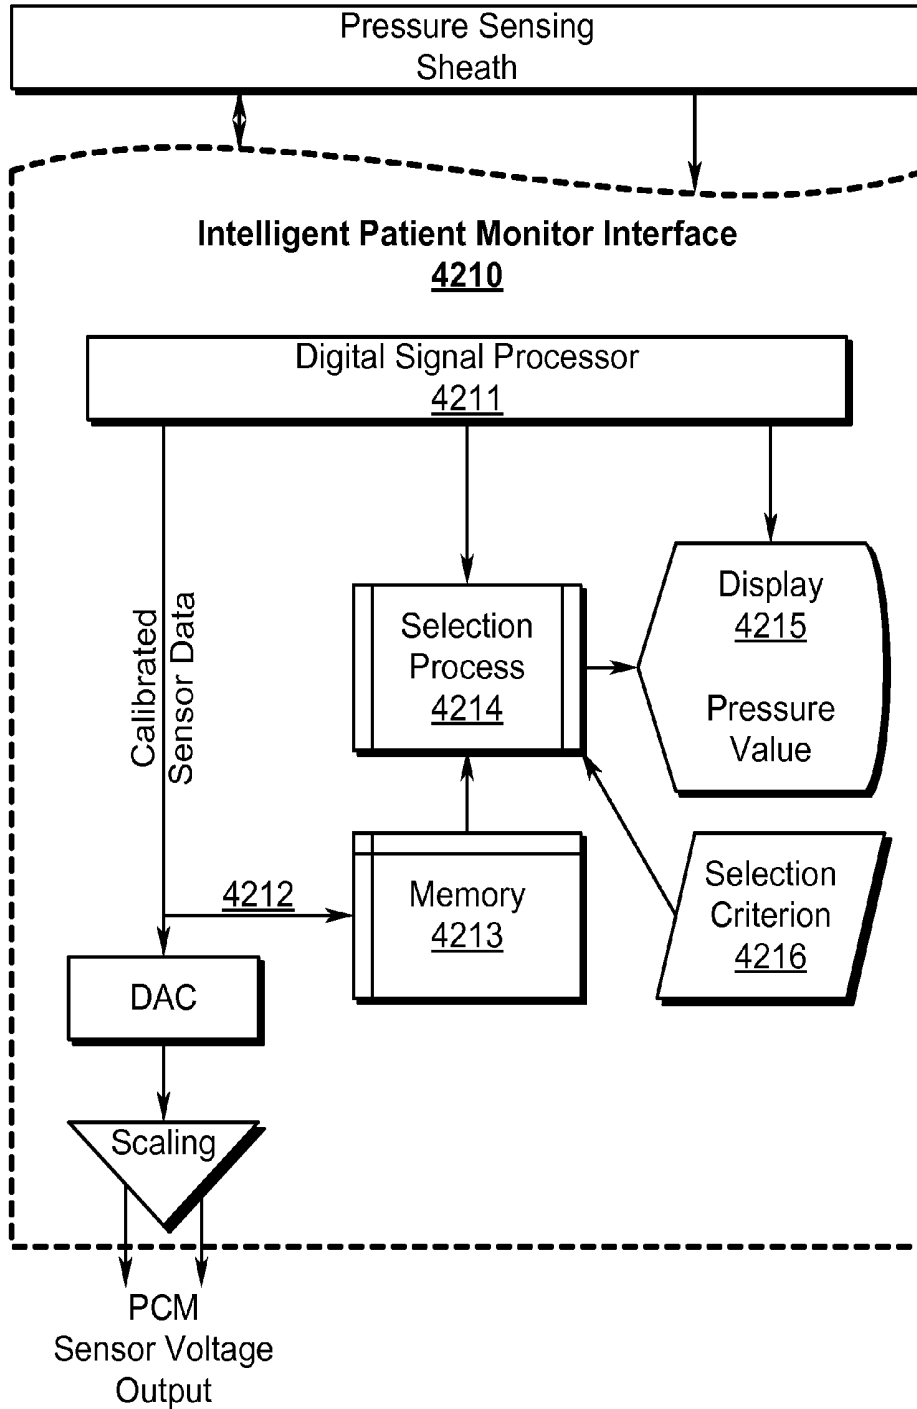 Pressure Sensing
Sheath
Intelligent Patient Monitor Interface
4210
Digital Signal Processor
4211
Calibrated
Sensor Data
Selection
Process
4214
Display
4215
Pressure
Value
4212
Memory
4213
Selection
Criterion
4216
DAC
Scaling
PCM
Sensor Voltage
Output